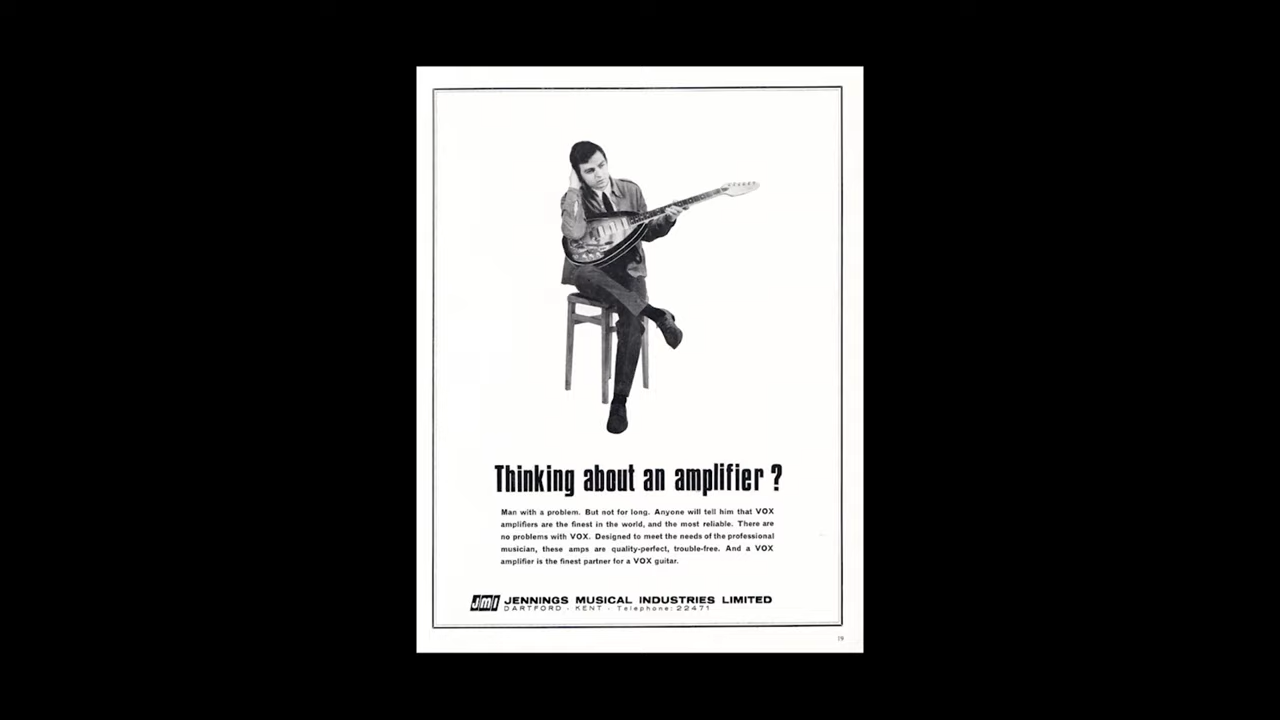 Thinking about an amplifier ?
Man with a problem. But not for long. Anyone will tell him that VOX
amplifiers are the finest in the world, and the most reliable. There are
no problems with VOX. Designed to meet the needs of the professional
musician, these amps are quality-perfect, trouble-free. And a VOX
amplifier is the finest partner for a VOX guitar.
JMI JENNINGS MUSICAL INDUSTRIES LIMITED
DARTFORD - KENT - Telephone: 22471
19